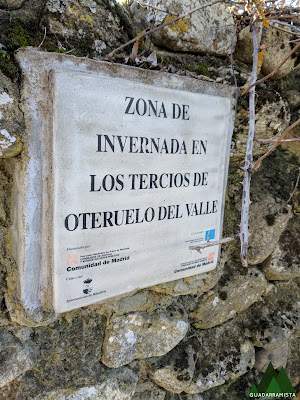 ZONA DE
INVERNADA EN
LOS TERCIOS DE
OTERUELO DEL VALLE
Comunidad de Madrid
Comunidad de Madrid
GUADARRAMISTA